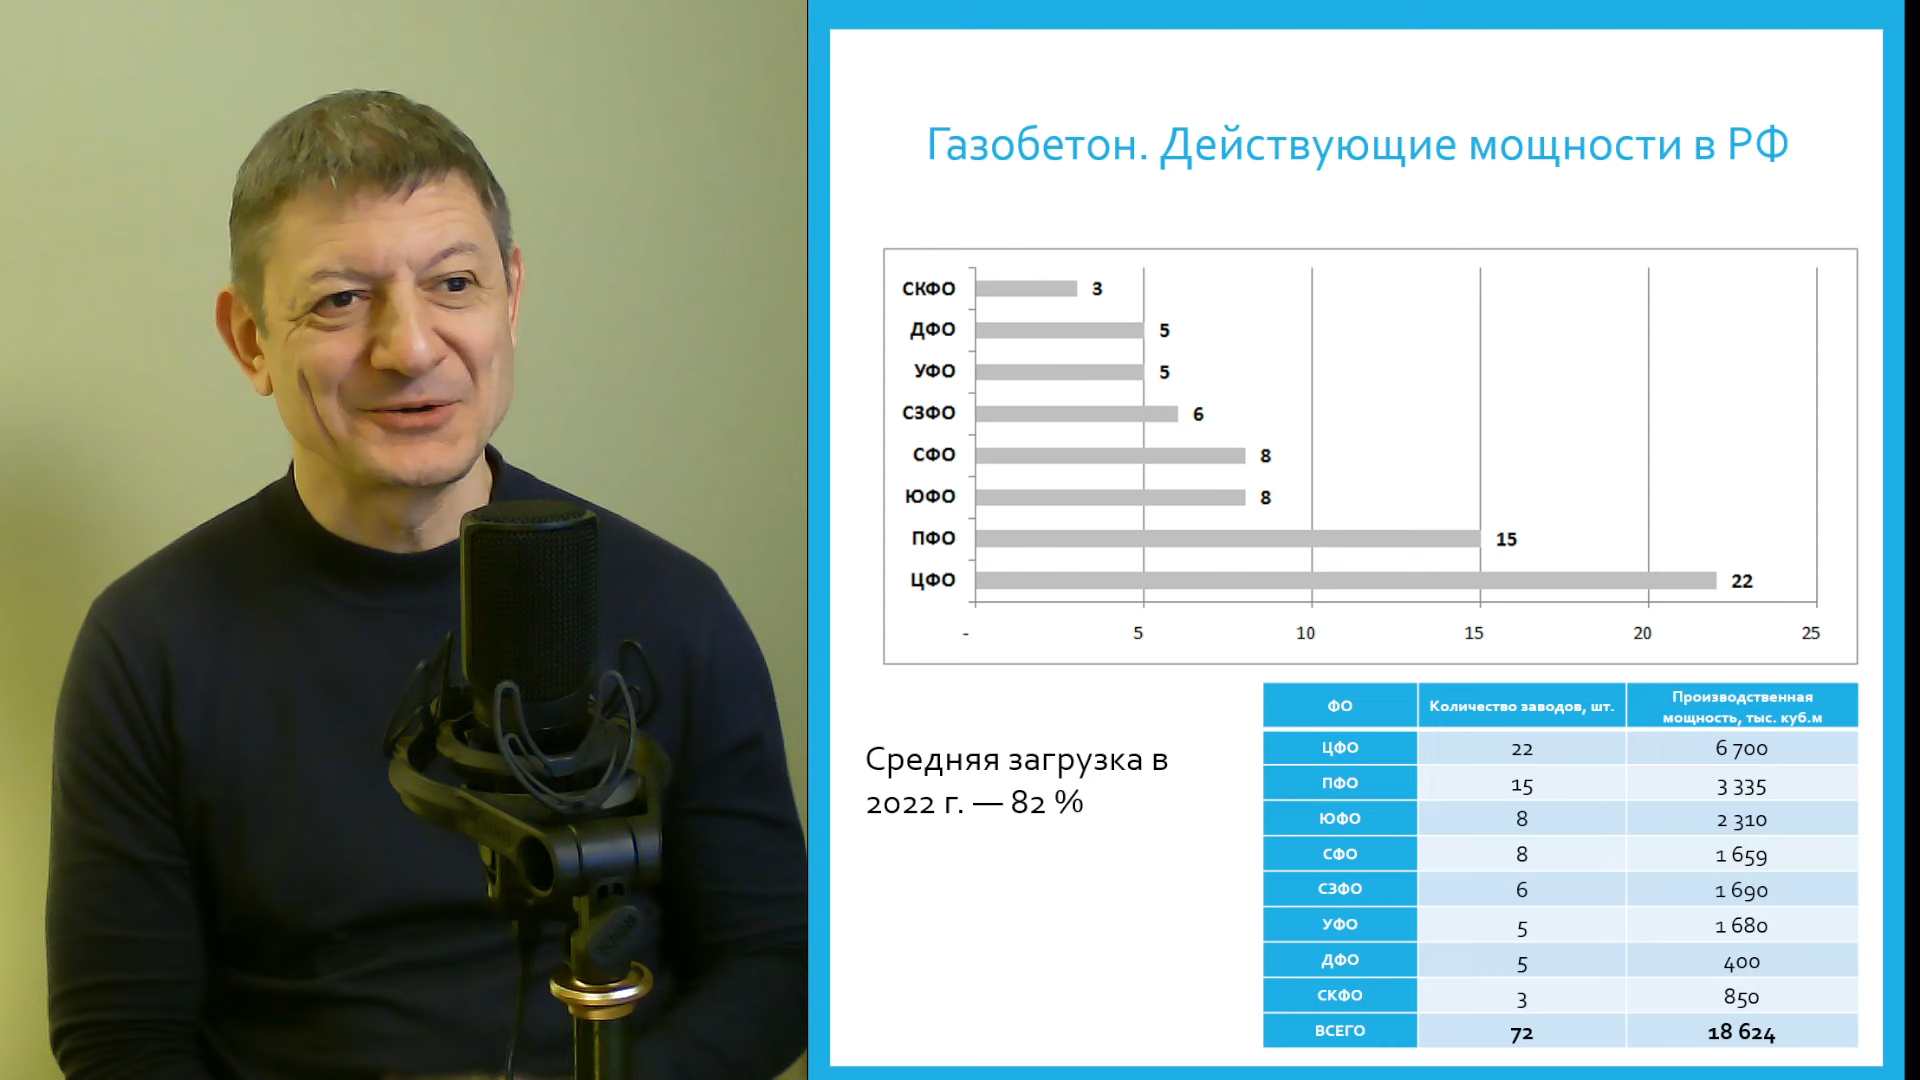 Газобетон. Действующие мощности в РФ
СКФО 3
ДФО 5
УФО 5
СЗФО 6
СФО 8
ЮФО 8
ПФО 15
ЦФО 22
- 5 10 15 20 25
Средняя загрузка в
2022 г. — 82 %
ФО Количество заводов, шт. Производственная
мощность, тыс. куб.м
ЦФО 22 6 700
ПФО 15 3 335
ЮФО 8 2 310
СФО 8 1 659
СЗФО 6 1 690
УФО 5 1 680
ДФО 5 400
СКФО 3 850
ВСЕГО 72 18 624